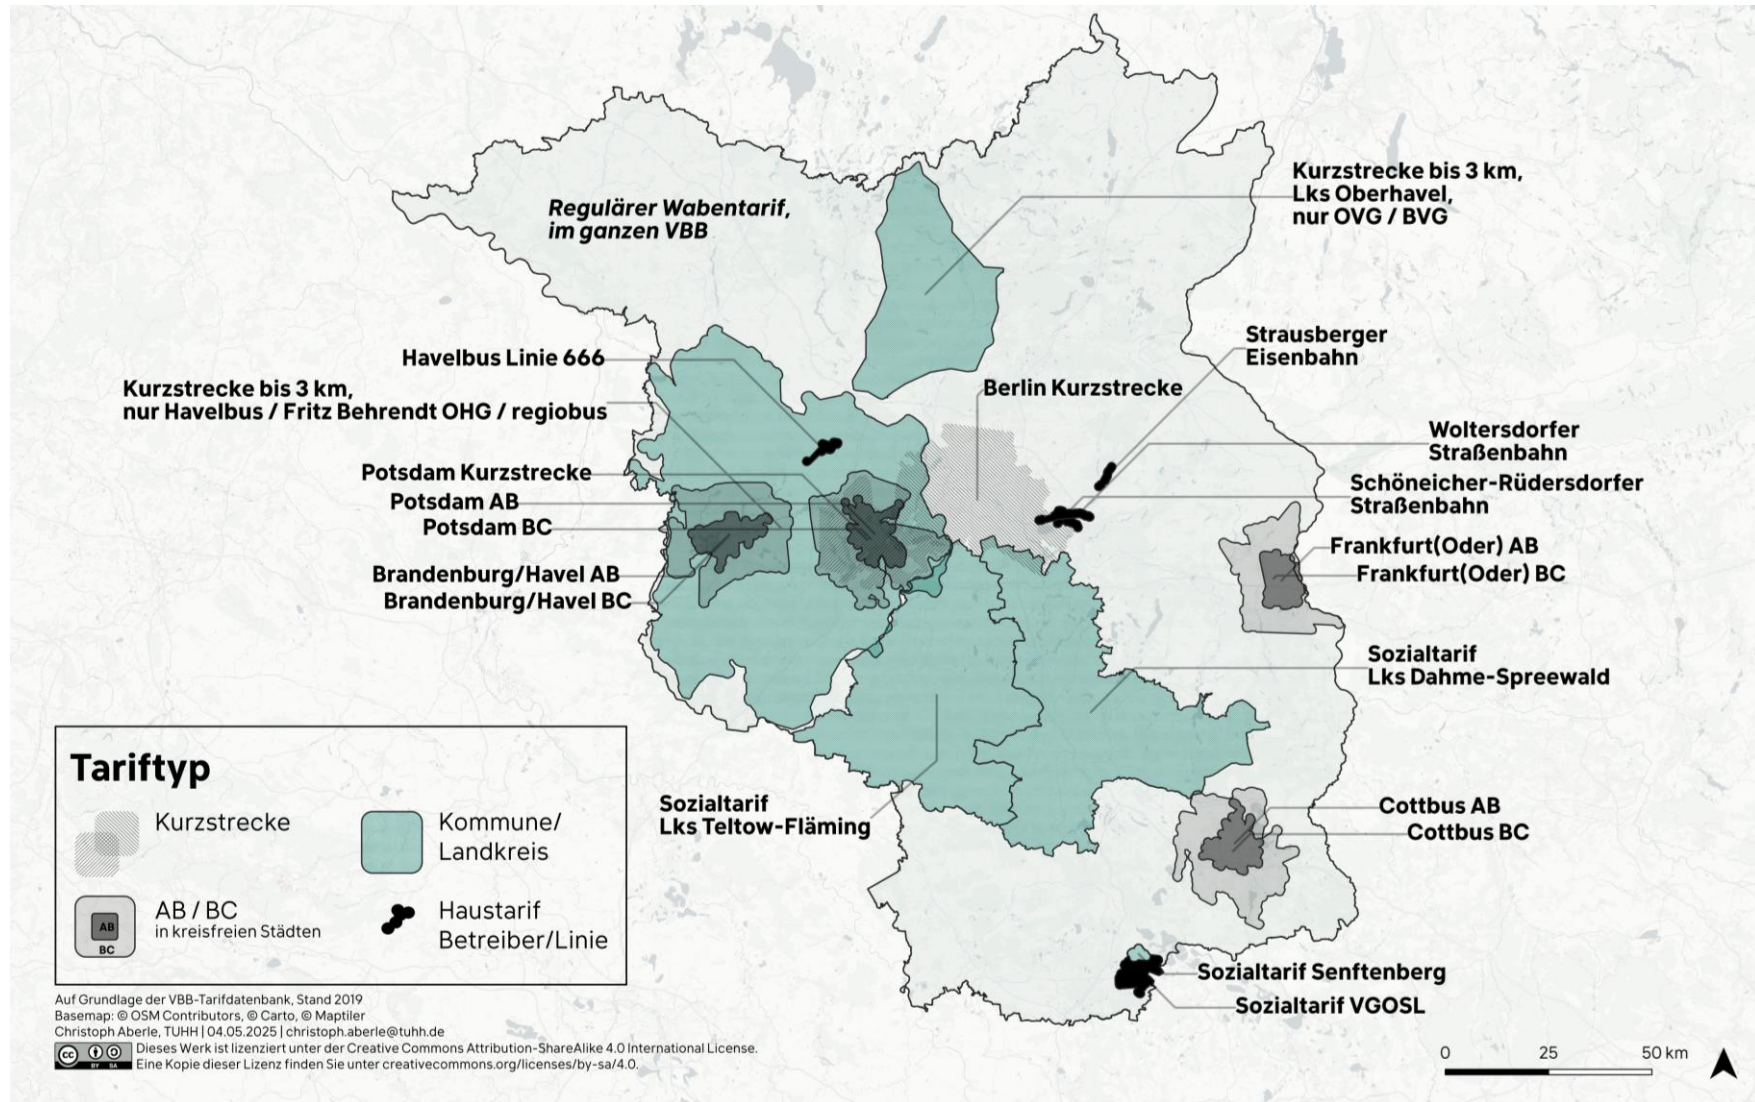 Regulärer Wabentarif,
im ganzen VBB
Kurzstrecke bis 3 km,
Lks Oberhavel,
nur OVG / BVG
Havelbus Linie 666
Kurzstrecke bis 3 km,
nur Havelbus / Fritz Behrendt OHG / regiobus
Potsdam Kurzstrecke
Potsdam AB
Potsdam BC
Brandenburg/Havel AB
Brandenburg/Havel BC
Berlin Kurzstrecke
Strausberger
Eisenbahn
Woltersdorfer
Straßenbahn
Schöneicher-Rüdersdorfer
Straßenbahn
Frankfurt(Oder) AB
Frankfurt(Oder) BC
Sozialtarif
Lks Dahme-Spreewald
Sozialtarif
Lks Teltow-Fläming
Cottbus AB
Cottbus BC
Sozialtarif Senftenberg
Sozialtarif VGOSL
Tariftyp
Kurzstrecke
Kommune/
Landkreis
AB
BC
AB / BC
in kreisfreien Städten
Haustarif
Betreiber/Linie
Auf Grundlage der VBB-Tarifdatenbank, Stand 2019
Basemap: © OSM Contributors, © Carto, © Maptiler
Christoph Aberle, TUHH | 04.05.2025 | christoph.aberle@tuhh.de
cc BY SA
Dieses Werk ist lizenziert unter der Creative Commons Attribution-ShareAlike 4.0 International License.
Eine Kopie dieser Lizenz finden Sie unter creativecommons.org/licenses/by-sa/4.0.
0 25 50 km